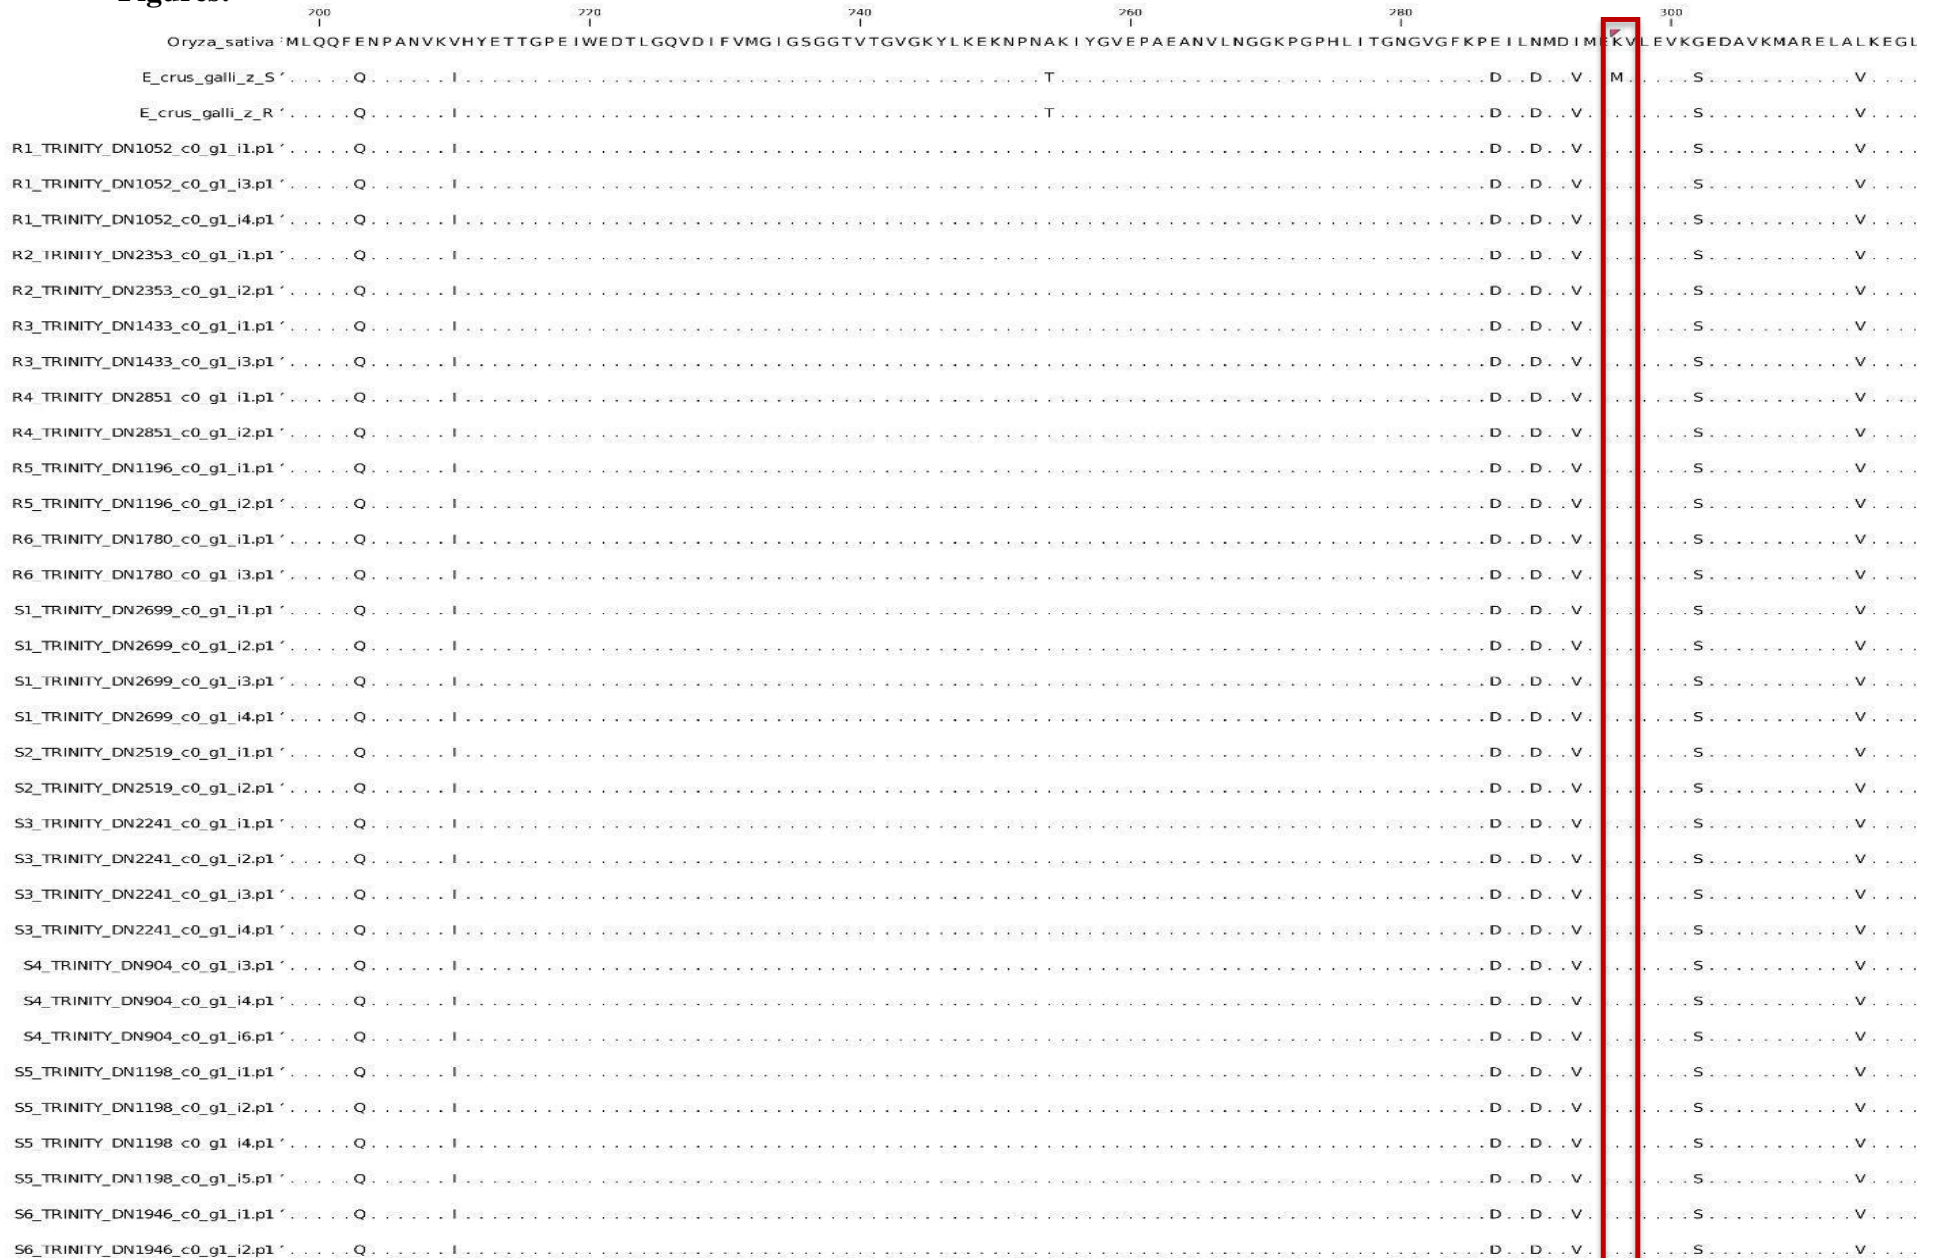 Figures.
200 220 240 260 280 300
Oryza_sativa MLQQFENPANVKVHYETTGPEIWEDTLGQVDIFVMGIGSGGTVTGVGKYLKEKNPNAKIYGVEPAEANVLNGGKPGPHLITGNGVGFKPEILNMDIMEKVLEVKGEDAVKMARELALKEGL
E_crus_galli_z_S .....Q......I...........................................T................................D..D..V..M.....S...........V....
E_crus_galli_z_R .....Q......I...........................................T................................D..D..V........S...........V....
R1_TRINITY_DN1052_c0_g1_i1.p1 .....Q......I............................................................................D..D..V........S...........V....
R1_TRINITY_DN1052_c0_g1_i3.p1 .....Q......I............................................................................D..D..V........S...........V....
R1_TRINITY_DN1052_c0_g1_i4.p1 .....Q......I............................................................................D..D..V........S...........V....
R2_TRINITY_DN2353_c0_g1_i1.p1 .....Q......I............................................................................D..D..V........S...........V....
R2_TRINITY_DN2353_c0_g1_i2.p1 .....Q......I............................................................................D..D..V........S...........V....
R3_TRINITY_DN1433_c0_g1_i1.p1 .....Q......I............................................................................D..D..V........S...........V....
R3_TRINITY_DN1433_c0_g1_i3.p1 .....Q......I............................................................................D..D..V........S...........V....
R4_TRINITY_DN2851_c0_g1_i1.p1 .....Q......I............................................................................D..D..V........S...........V....
R4_TRINITY_DN2851_c0_g1_i2.p1 .....Q......I............................................................................D..D..V........S...........V....
R5_TRINITY_DN1196_c0_g1_i1.p1 .....Q......I............................................................................D..D..V........S...........V....
R5_TRINITY_DN1196_c0_g1_i2.p1 .....Q......I............................................................................D..D..V........S...........V....
R6_TRINITY_DN1780_c0_g1_i1.p1 .....Q......I............................................................................D..D..V........S...........V....
R6_TRINITY_DN1780_c0_g1_i3.p1 .....Q......I............................................................................D..D..V........S...........V....
S1_TRINITY_DN2699_c0_g1_i1.p1 .....Q......I............................................................................D..D..V........S...........V....
S1_TRINITY_DN2699_c0_g1_i2.p1 .....Q......I............................................................................D..D..V........S...........V....
S1_TRINITY_DN2699_c0_g1_i3.p1 .....Q......I............................................................................D..D..V........S...........V....
S1_TRINITY_DN2699_c0_g1_i4.p1 .....Q......I............................................................................D..D..V........S...........V....
S2_TRINITY_DN2519_c0_g1_i1.p1 .....Q......I............................................................................D..D..V........S...........V....
S2_TRINITY_DN2519_c0_g1_i2.p1 .....Q......I............................................................................D..D..V........S...........V....
S3_TRINITY_DN2241_c0_g1_i1.p1 .....Q......I............................................................................D..D..V........S...........V....
S3_TRINITY_DN2241_c0_g1_i2.p1 .....Q......I............................................................................D..D..V........S...........V....
S3_TRINITY_DN2241_c0_g1_i3.p1 .....Q......I............................................................................D..D..V........S...........V....
S3_TRINITY_DN2241_c0_g1_i4.p1 .....Q......I............................................................................D..D..V........S...........V....
S4_TRINITY_DN904_c0_g1_i3.p1 .....Q......I............................................................................D..D..V........S...........V....
S4_TRINITY_DN904_c0_g1_i4.p1 .....Q......I............................................................................D..D..V........S...........V....
S4_TRINITY_DN904_c0_g1_i6.p1 .....Q......I............................................................................D..D..V........S...........V....
S5_TRINITY_DN1198_c0_g1_i1.p1 .....Q......I............................................................................D..D..V........S...........V....
S5_TRINITY_DN1198_c0_g1_i2.p1 .....Q......I............................................................................D..D..V........S...........V....
S5_TRINITY_DN1198_c0_g1_i4.p1 .....Q......I............................................................................D..D..V........S...........V....
S5_TRINITY_DN1198_c0_g1_i5.p1 .....Q......I............................................................................D..D..V........S...........V....
S6_TRINITY_DN1946_c0_g1_i1.p1 .....Q......I............................................................................D..D..V........S...........V....
S6_TRINITY_DN1946_c0_g1_i2.p1 .....Q......I............................................................................D..D..V........S...........V....